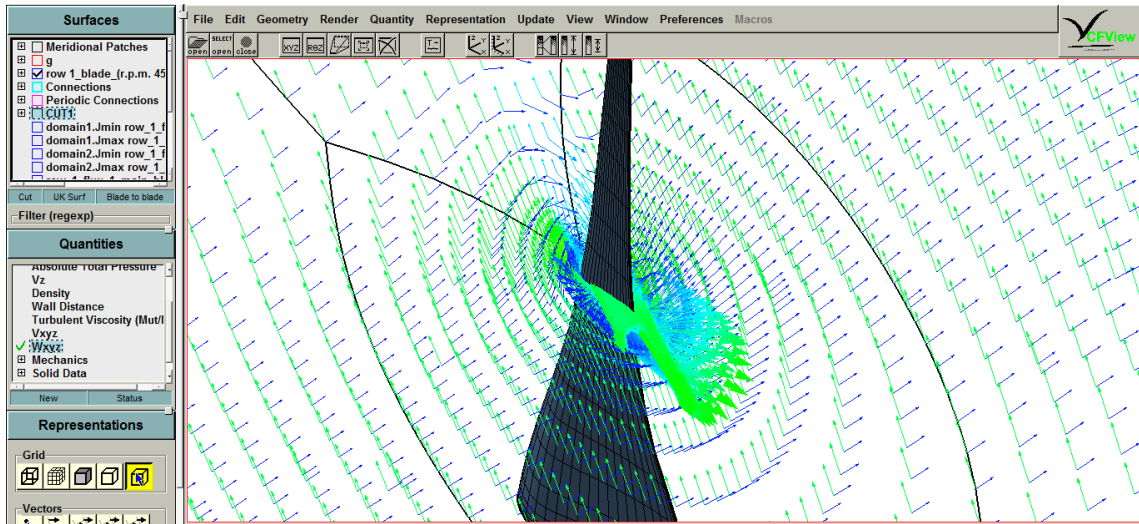 Surfaces
Meridional Patches
g
row 1_blade_(r.p.m. 45
Connections
Periodic Connections
CUT1
domain1.Jmin row_1_f
domain1.Jmax row_1_
domain2.Jmin row_1_f
domain2.Jmax row_1_
Cut UK Surf Blade to blade
Filter (regexp)
Quantities
Absolute Total Pressure
Vz
Density
Wall Distance
Turbulent Viscosity (Mut/l
Vxyz
Wxyz
Mechanics
Solid Data
New Status
Representations
Grid
Vectors
File Edit Geometry Render Quantity Representation Update View Window Preferences Macros
open SELECT open close XYZ RΘZ T
CFView